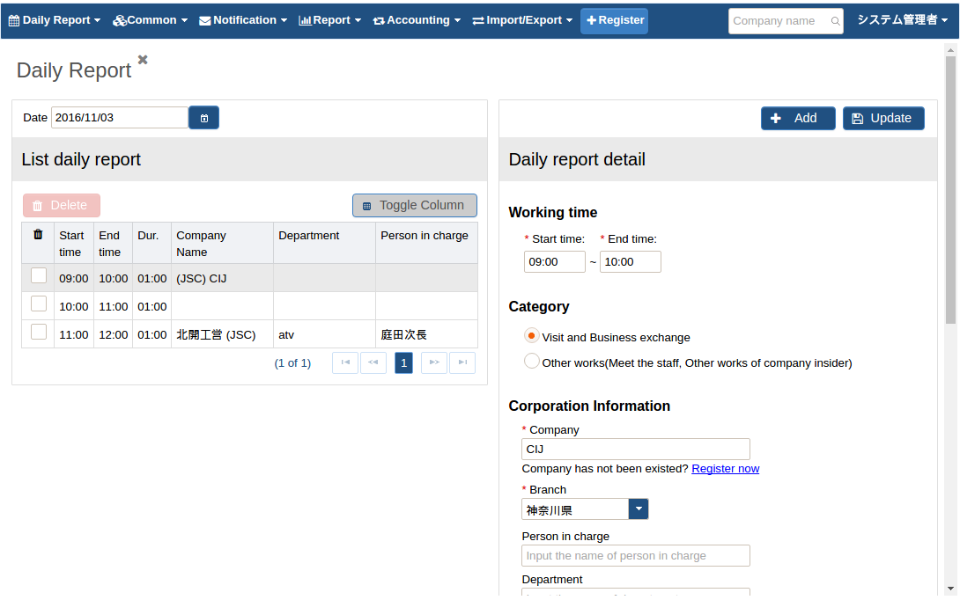 Daily Report Common Notification Report Accounting Import/Export Register Company name システム管理者
Daily Report
Date 2016/11/03
List daily report
Delete Toggle Column
Start time End time Dur. Company Name Department Person in charge
09:00 10:00 01:00 (JSC) CIJ
10:00 11:00 01:00
11:00 12:00 01:00 北開工営 (JSC) atv 庭田次長
(1 of 1) 1
Add Update
Daily report detail
Working time
* Start time: * End time:
09:00 ~ 10:00
Category
Visit and Business exchange
Other works(Meet the staff, Other works of company insider)
Corporation Information
* Company
CIJ
Company has not been existed? Register now
* Branch
神奈川県
Person in charge
Input the name of person in charge
Department